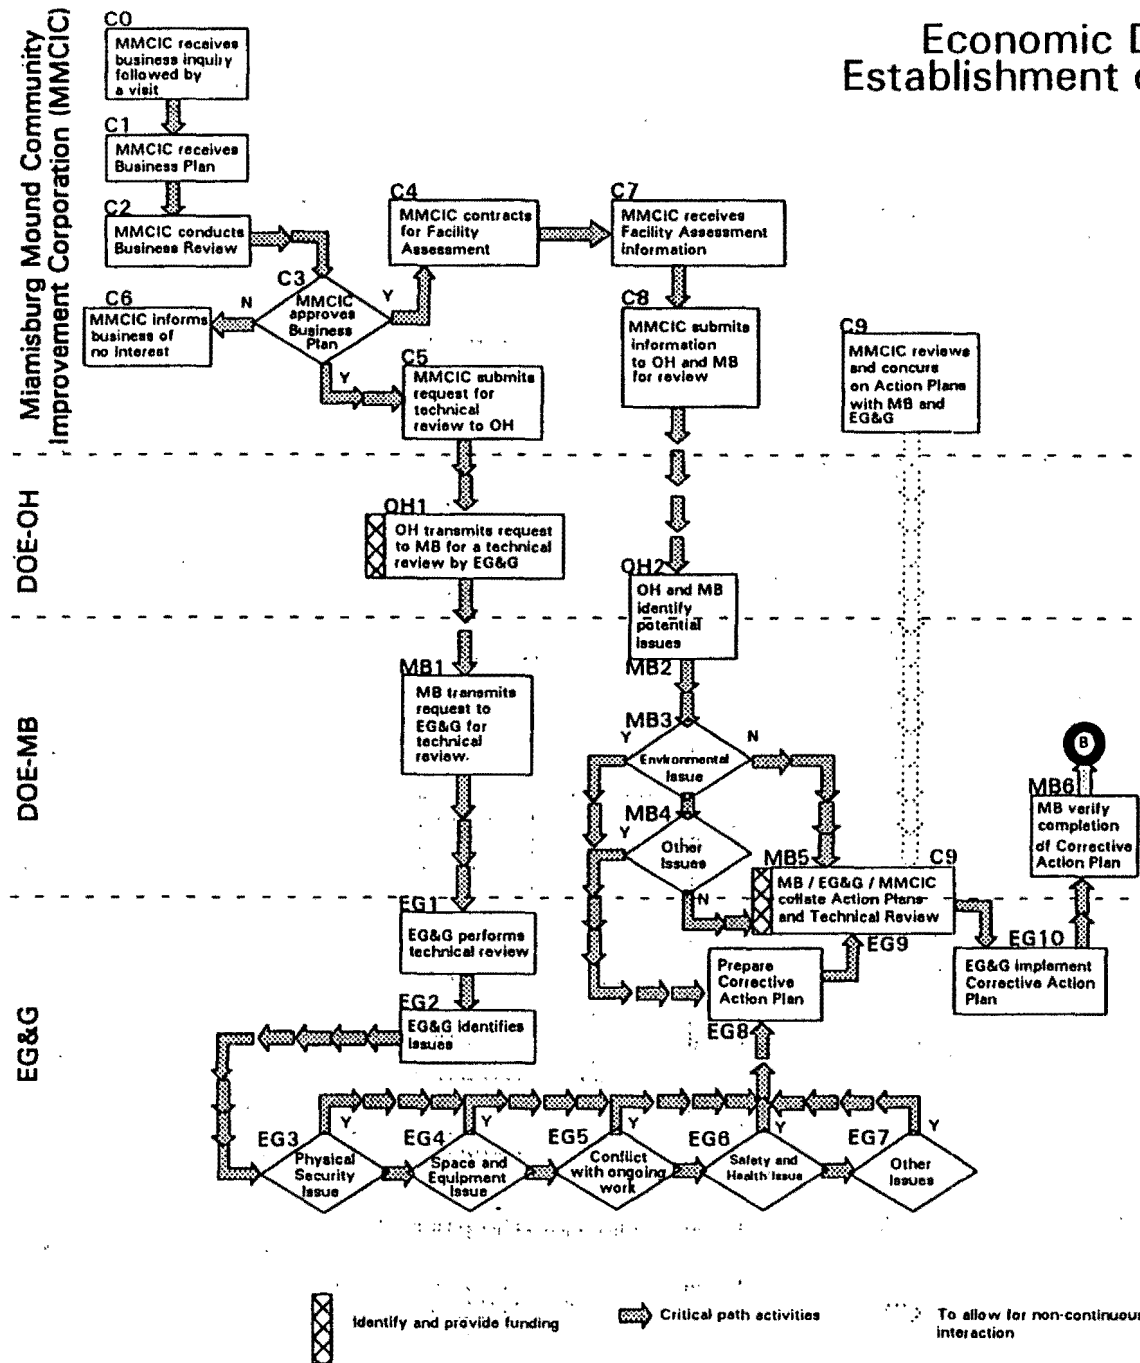 Economic D
Establishment o
Miamisburg Mound Community
Improvement Corporation (MMCIC)
C0
MMCIC receives
business inquiry
followed by
a visit
C1
MMCIC receives
Business Plan
C2
MMCIC conducts
Business Review
C3
MMCIC
approves
Business
Plan
N
Y
Y
C6
MMCIC informs
business of
no interest
C4
MMCIC contracts
for Facility
Assessment
C5
MMCIC submits
request for
technical
review to OH
C7
MMCIC receives
Facility Assessment
information
C8
MMCIC submits
information
to OH and MB
for review
C9
MMCIC reviews
and concurs
on Action Plans
with MB and
EG&G
DOE-OH
OH1
OH transmits request
to MB for a technical
review by EG&G
OH2
OH and MB
identify
potential
issues
MB2
DOE-MB
MB1
MB transmits
request to
EG&G for
technical
review.
MB3
Y
N
Environmental
Issue
MB4
Y
Other
Issues
N
MB5
C9
MB / EG&G / MMCIC
collate Action Plans
and Technical Review
EG9
B
MB6
MB verify
completion
of Corrective
Action Plan
EG&G
EG1
EG&G performs
technical review
EG2
EG&G identifies
Issues
Prepare
Corrective
Action Plan
EG8
EG10
EG&G implement
Corrective Action
Plan
EG3
Y
Physical
Security
Issue
EG4
Y
Space and
Equipment
Issue
EG5
Y
Conflict
with ongoing
work
EG6
Y
Safety and
Health Issue
EG7
Y
Other
Issues
Identify and provide funding
Critical path activities
To allow for non-continuous
interaction